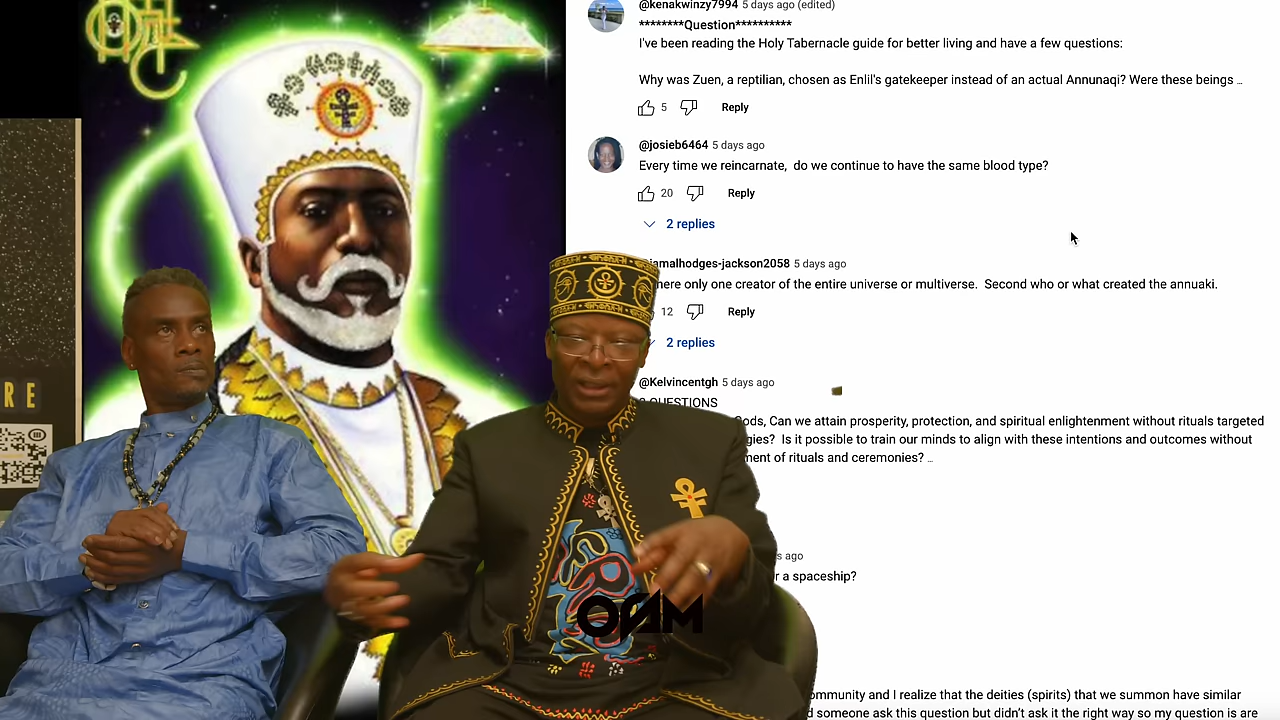 @kenakwinzy7994 5 days ago (edited)
********Question**********
I've been reading the Holy Tabernacle guide for better living and have a few questions:
Why was Zuen, a reptilian, chosen as Enlil's gatekeeper instead of an actual Annunaqi? Were these beings ...
5 Reply
@josieb6464 5 days ago
Every time we reincarnate, do we continue to have the same blood type?
20 Reply
2 replies
jamalhodges-jackson2058 5 days ago
here only one creator of the entire universe or multiverse. Second who or what created the annuaki.
12 Reply
2 replies
@Kelvincentgh 5 days ago
QUESTIONS
ods, Can we attain prosperity, protection, and spiritual enlightenment without rituals targeted
gies? Is it possible to train our minds to align with these intentions and outcomes without
ment of rituals and ceremonies? ...
s ago
r a spaceship?
ommunity and I realize that the deities (spirits) that we summon have similar
d someone ask this question but didn't ask it the right way so my question is are
RE
OAM